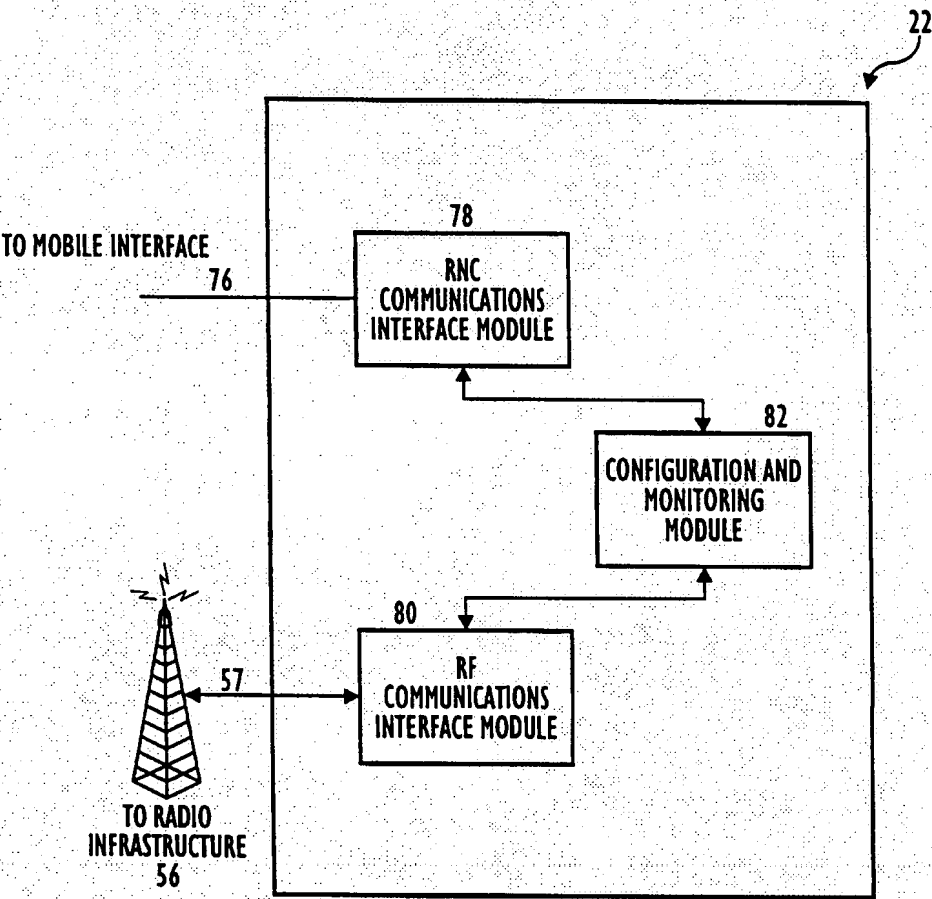 22
78
TO MOBILE INTERFACE
76
RNC
COMMUNICATIONS
INTERFACE MODULE
82
CONFIGURATION AND
MONITORING
MODULE
80
57
RF
COMMUNICATIONS
INTERFACE MODULE
TO RADIO
INFRASTRUCTURE
56